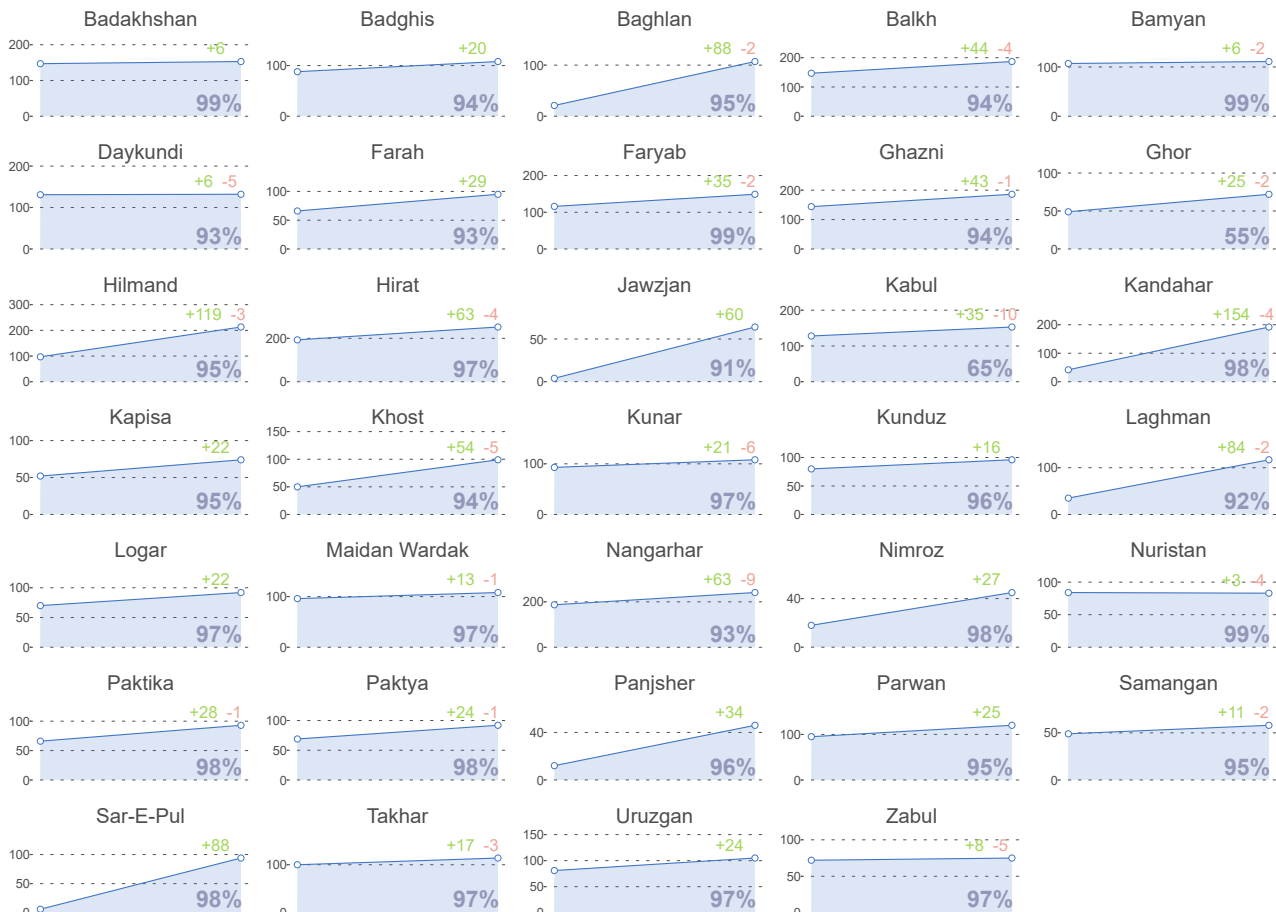 Badakhshan Badghis Baghlan Balkh Bamyan
200 100 0 +6 99%
100 0 +20 94%
100 0 +88 -2 95%
200 100 0 +44 -4 94%
100 0 +6 -2 99%
Daykundi Farah Faryab Ghazni Ghor
200 100 0 +6 -5 93%
100 50 0 +29 93%
200 100 0 +35 -2 99%
200 100 0 +43 -1 94%
100 50 0 +25 -2 55%
Hilmand Hirat Jawzjan Kabul Kandahar
300 200 100 0 +119 -3 95%
200 0 +63 -4 97%
50 0 +60 91%
200 100 0 +35 -10 65%
200 100 0 +154 -4 98%
Kapisa Khost Kunar Kunduz Laghman
100 50 0 +22 95%
150 100 50 0 +54 -5 94%
100 0 +21 -6 97%
100 50 0 +16 96%
100 0 +84 -2 92%
Logar Maidan Wardak Nangarhar Nimroz Nuristan
100 50 0 +22 97%
100 0 +13 -1 97%
200 0 +63 -9 93%
40 0 +27 98%
100 50 0 +3 -4 99%
Paktika Paktya Panjsher Parwan Samangan
100 50 0 +28 -1 98%
100 50 0 +24 -1 98%
40 0 +34 96%
100 0 +25 95%
50 0 +11 -2 95%
Sar-E-Pul Takhar Uruzgan Zabul
100 50 0 +88 98%
100 0 +17 -3 97%
150 100 50 0 +24 97%
100 50 0 +8 -5 97%